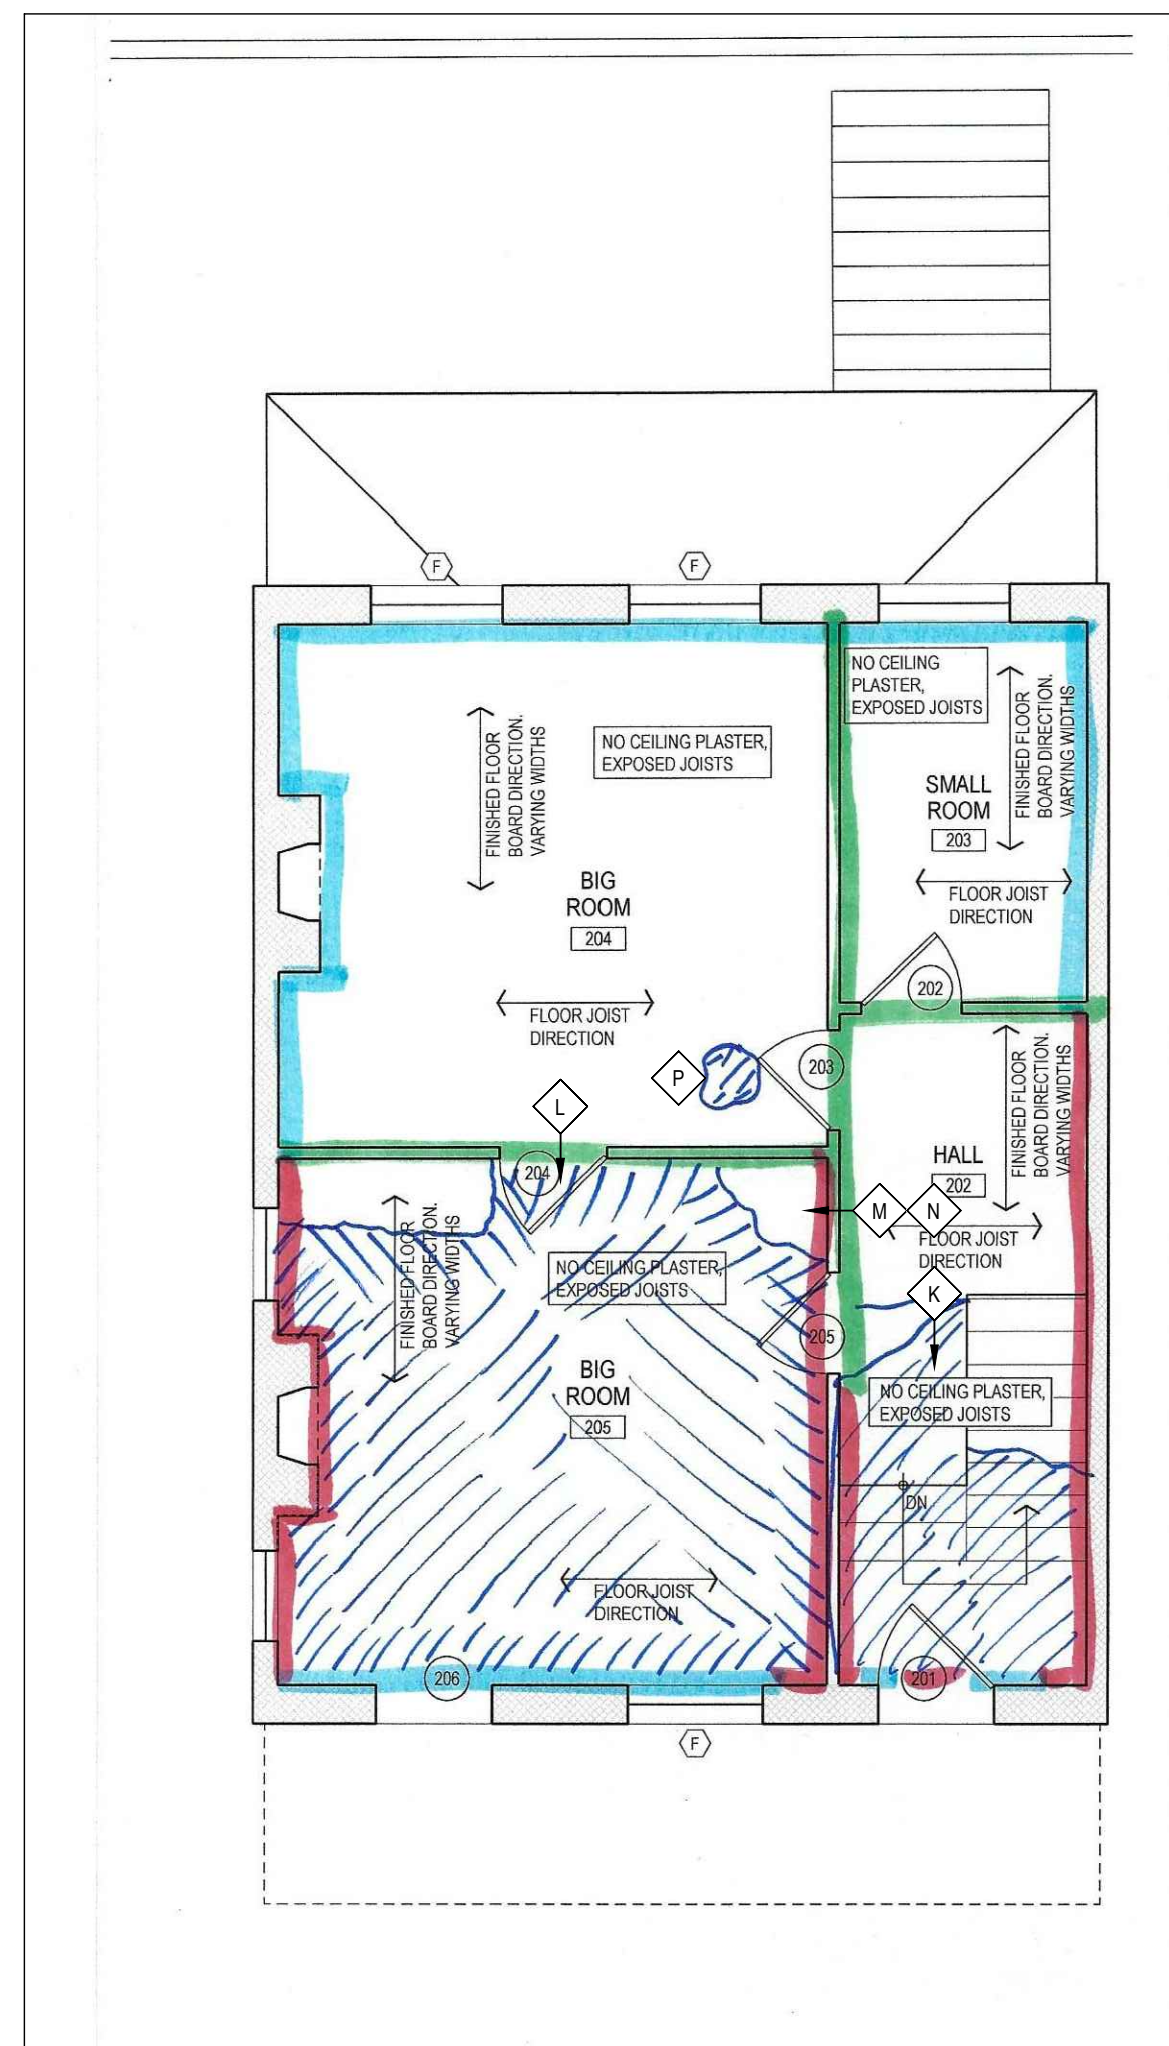 F
F
NO CEILING
PLASTER,
EXPOSED JOISTS
FINISHED FLOOR
BOARD DIRECTION.
VARYING WIDTHS
NO CEILING PLASTER,
EXPOSED JOISTS
FINISHED FLOOR
BOARD DIRECTION.
VARYING WIDTHS
SMALL
ROOM
203
BIG
ROOM
204
FLOOR JOIST
DIRECTION
202
FLOOR JOIST
DIRECTION
203
P
L
FINISHED FLOOR
BOARD DIRECTION.
VARYING WIDTHS
HALL
202
204
M
N
FLOOR JOIST
DIRECTION
FINISHED FLOOR
BOARD DIRECTION.
VARYING WIDTHS
NO CEILING PLASTER,
EXPOSED JOISTS
K
205
BIG
ROOM
205
NO CEILING PLASTER,
EXPOSED JOISTS
DN
FLOOR JOIST
DIRECTION
206
201
F